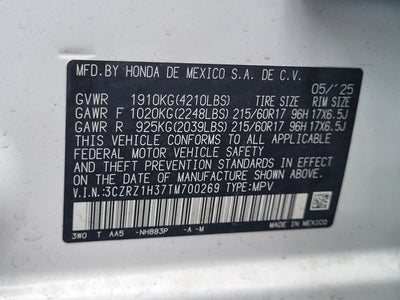 MFD. BY HONDA DE MEXICO S.A. DE C.V.
05/'25
GVWR 1910KG(4210LBS) TIRE SIZE RIM SIZE
GAWR F 1020KG(2248LBS) 215/60R17 96H 17X6.5J
GAWR R 925KG(2039LBS) 215/60R17 96H 17X6.5J
THIS VEHICLE CONFORMS TO ALL APPLICABLE
FEDERAL MOTOR VEHICLE SAFETY AND THEFT
PREVENTION STANDARDS IN EFFECT ON THE
DATE OF MANUFACTURE SHOWN ABOVE.
V.I.N.:3CZRZ1H37TM700269 TYPE:MPV
3WO T AA5 -NH883P -A -M MADE IN MEXICO